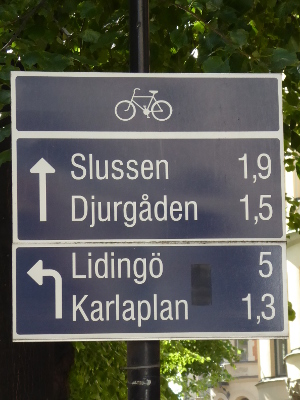 Slussen 1,9
Djurgåden 1,5
Lidingö 5
Karlaplan 1,3